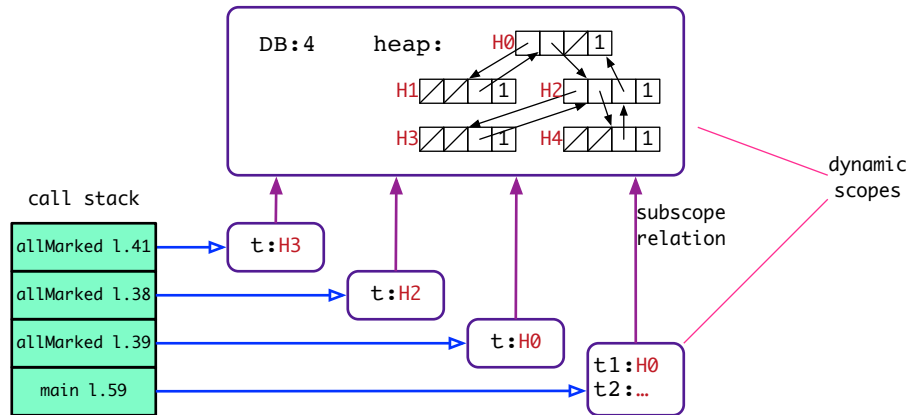 DB:4 heap: H0 1
H1 1 H2 1
H3 1 H4 1
dynamic
scopes
call stack
subscope
relation
allMarked l.41
t:H3
allMarked l.38
t:H2
allMarked l.39
t:H0
main l.59
t1:H0
t2:…